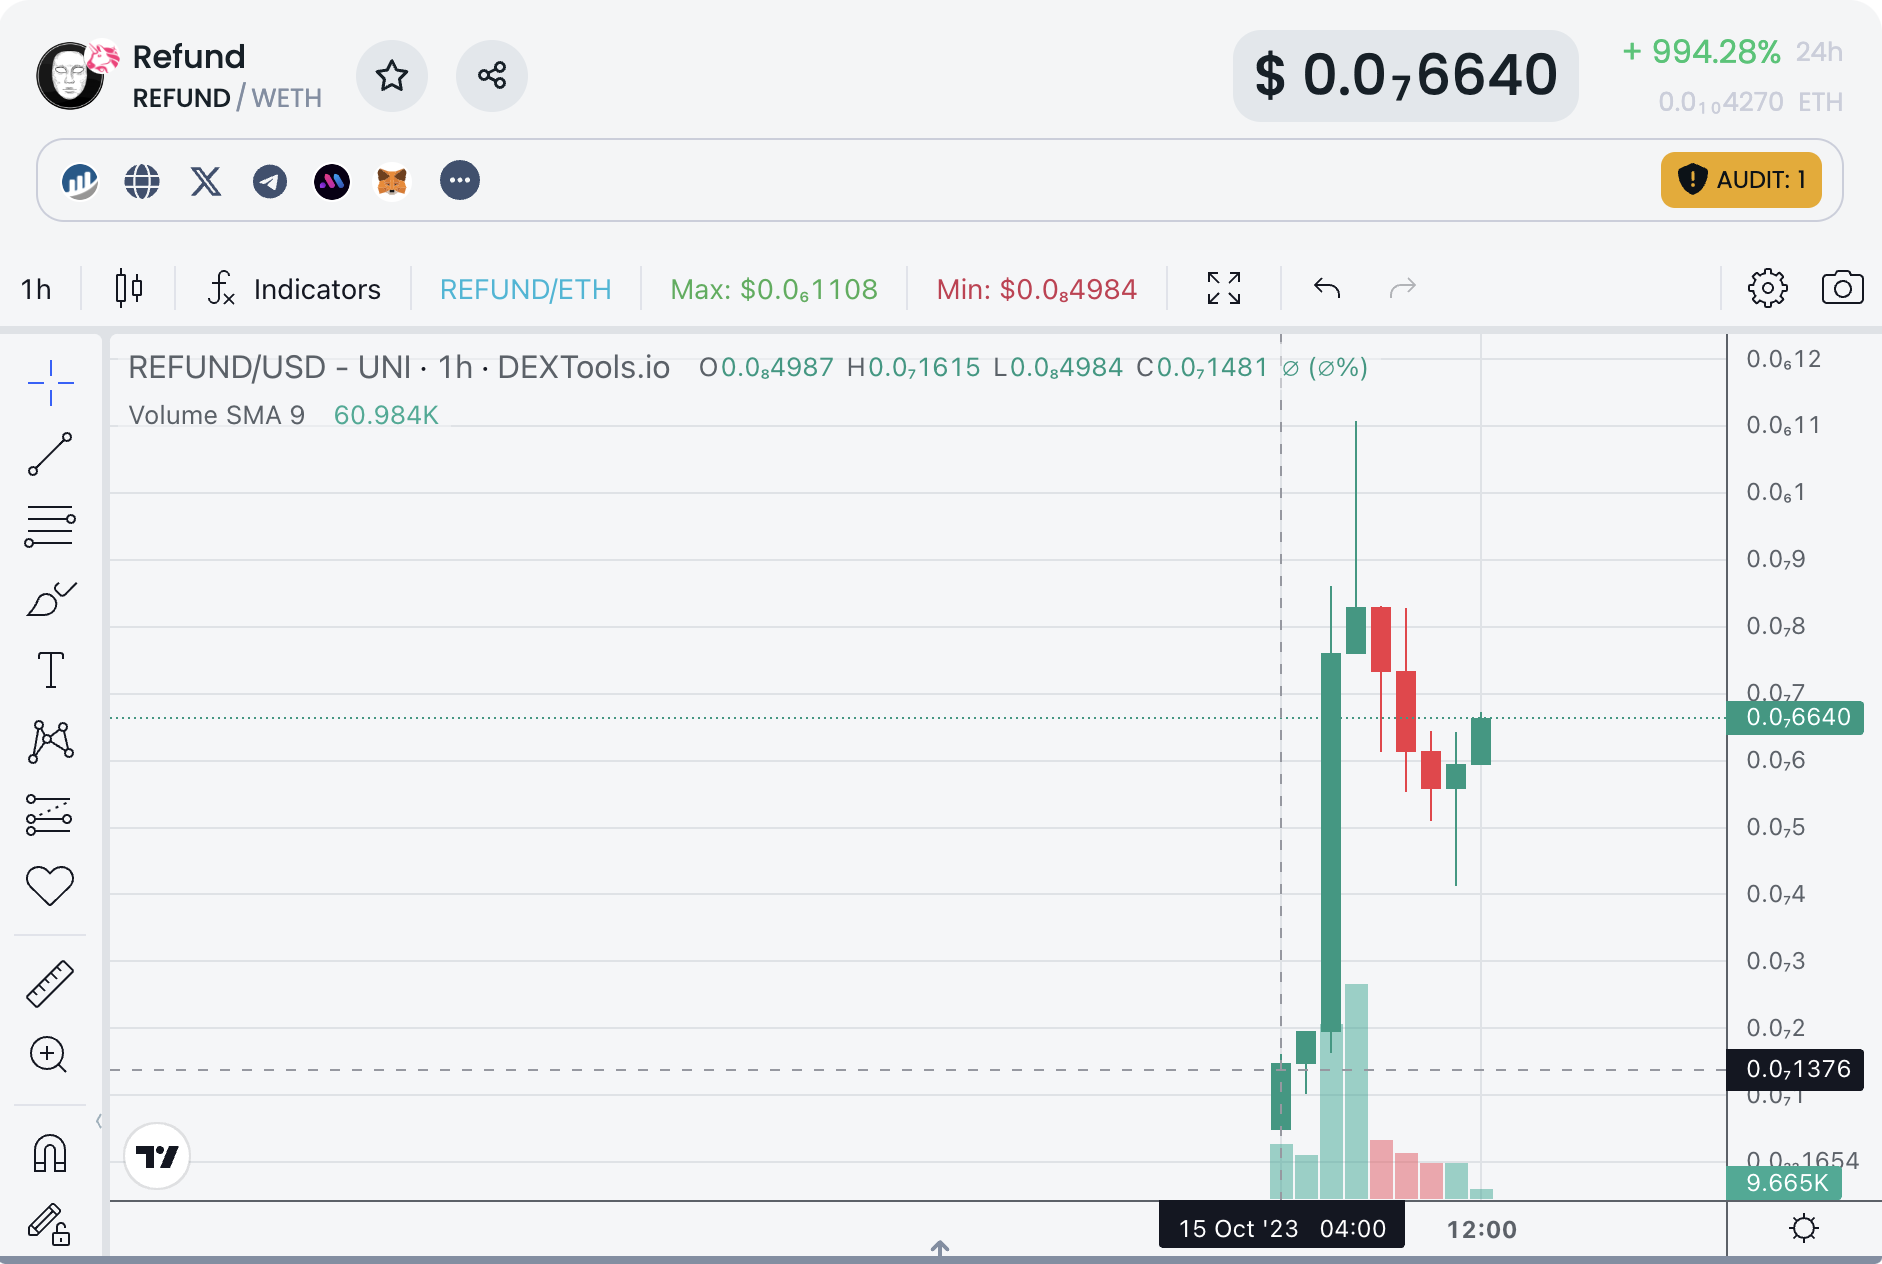 Refund
REFUND / WETH
$ 0.0₇6640
+ 994.28% 24h
0.0₁₀4270 ETH
AUDIT: 1
1h
Indicators
REFUND/ETH
Max: $0.0₆1108
Min: $0.0₈4984
REFUND/USD - UNI · 1h · DEXTools.io O0.0₈4987 H0.0₇1615 L0.0₈4984 C0.0₇1481 ∅ (∅%)
Volume SMA 9 60.984K
0.0₆12
0.0₆11
0.0₆1
0.0₇9
0.0₇8
0.0₇7
0.0₇6640
0.0₇6
0.0₇5
0.0₇4
0.0₇3
0.0₇2
0.0₇1376
0.0₇1
9.665K
15 Oct '23 04:00
12:00